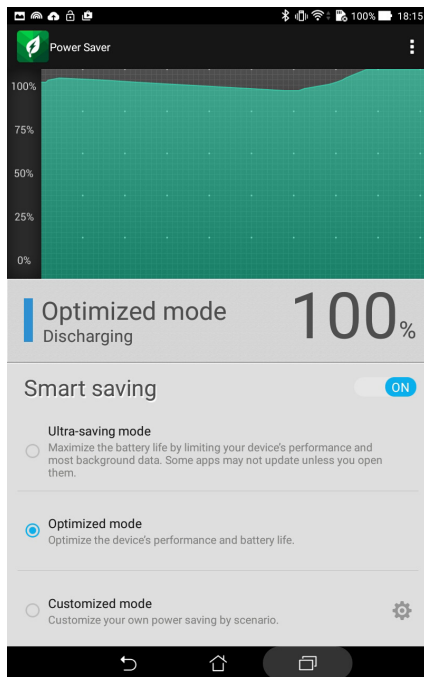 100% 18:15
Power Saver
100%
75%
50%
25%
0%
Optimized mode
100%
Discharging
Smart saving
ON
Ultra-saving mode
Maximize the battery life by limiting your device's performance and
most background data. Some apps may not update unless you open
them.
Optimized mode
Optimize the device's performance and battery life.
Customized mode
Customize your own power saving by scenario.